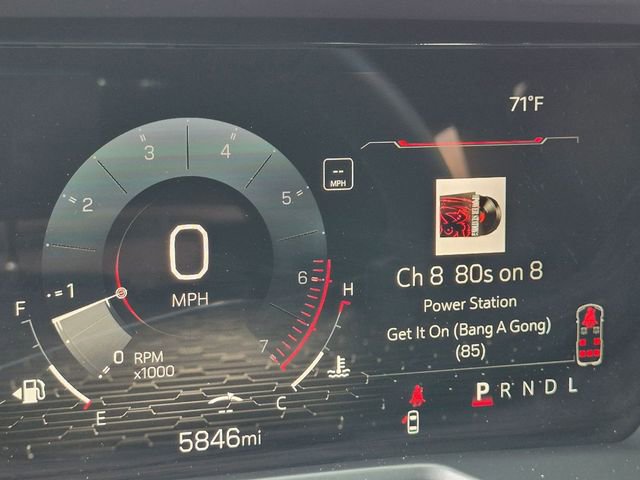 71°F
3
4
2
5
-- MPH
1
6
7
0
MPH
0 RPM
x1000
F
E
H
C
5846mi
Ch 8 80s on 8
Power Station
Get It On (Bang A Gong)
(85)
P R N D L